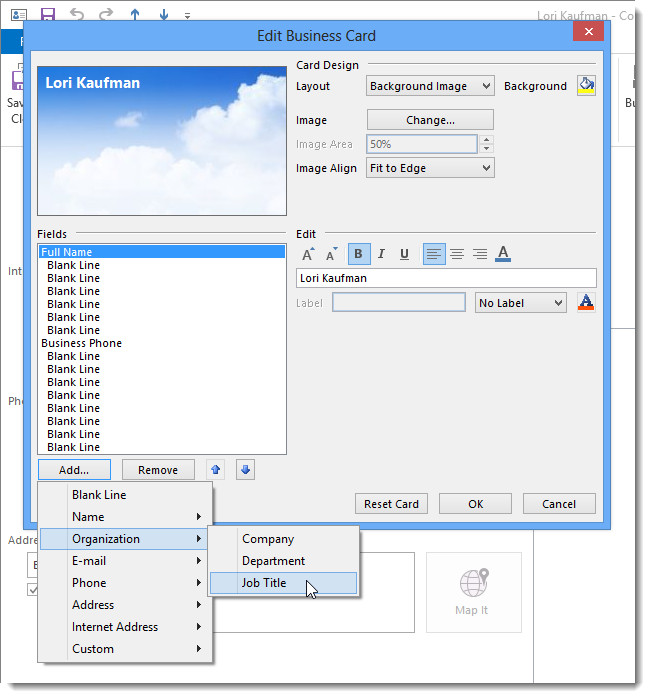 Lori Kaufman - Co
Edit Business Card
F
Sav
Cl
Bu
Lori Kaufman
Card Design
Layout Background Image Background
Image Change...
Image Area 50%
Image Align Fit to Edge
Fields
Edit
Int
Full Name
Blank Line
Blank Line
Blank Line
Blank Line
Blank Line
Blank Line
Business Phone
Blank Line
Blank Line
Blank Line
Blank Line
Blank Line
Blank Line
Blank Line
Blank Line
A A B I U A
Lori Kaufman
Label No Label A
Pho
Add... Remove
Reset Card OK Cancel
Addre
Blank Line
Name
Organization
E-mail
Phone
Address
Internet Address
Custom
Company
Department
Job Title
Map It